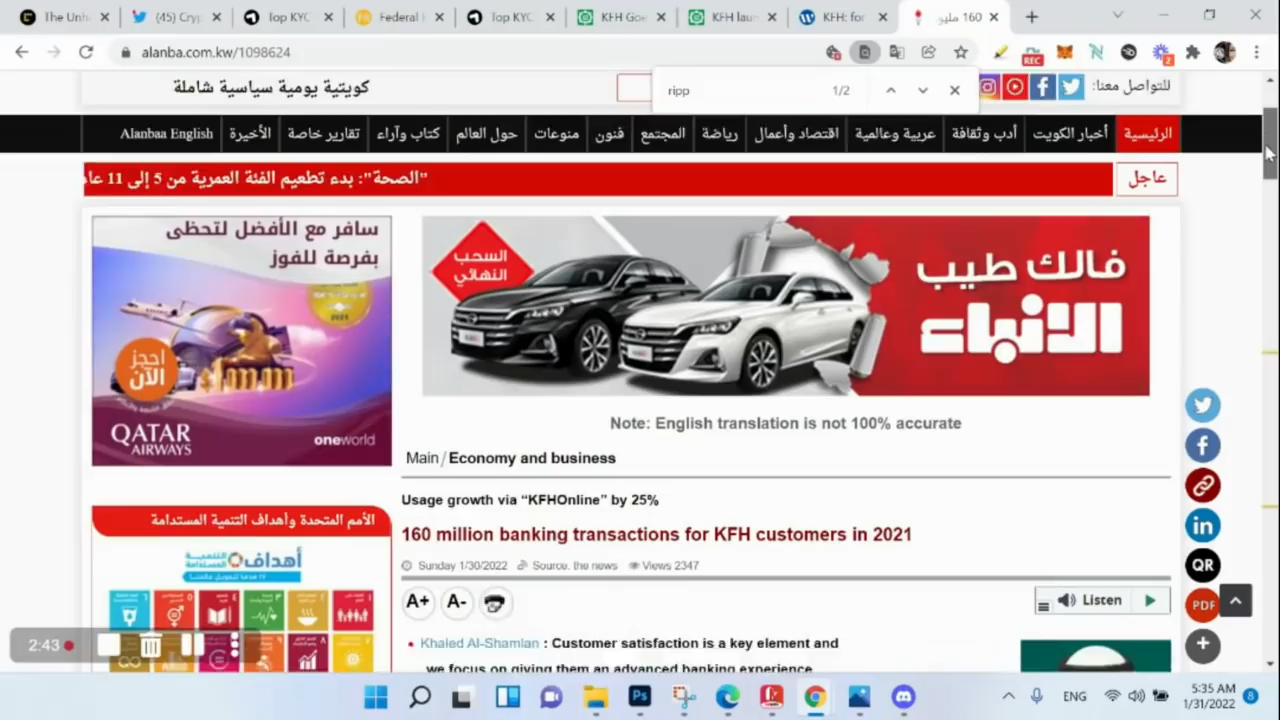 The Unh
(45) Cryp
Top KYC
Federal
Top KYC
KFH Goe
KFH laun
KFH: for
160 مليو
alanba.com.kw/1098624
REC
2
ripp
1/2
كويتية يومية سياسية شاملة
للتواصل معنا:
الرئيسية
أخبار الكويت
أدب وثقافة
عربية وعالمية
اقتصاد وأعمال
رياضة
المجتمع
فنون
منوعات
حول العالم
كتاب وآراء
تقارير خاصة
الأخيرة
Alanbaa English
عاجل
"الصحة": بدء تطعيم الفئة العمرية من 5 إلى 11 عا
سافر مع الأفضل لتحظى
بفرصة للفوز
2021
احجز
الآن
QATAR
AIRWAYS
oneworld
السحب
النهائي
فالك طيب
الأنباء
Note: English translation is not 100% accurate
Main / Economy and business
Usage growth via “KFHOnline” by 25%
160 million banking transactions for KFH customers in 2021
Sunday 1/30/2022 Source: the news Views 2347
A+ A-
Listen
Khaled Al-Shamlan : Customer satisfaction is a key element and
we focus on giving them an advanced banking experience
الأمم المتحدة وأهداف التنمية المستدامة
أهداف التنمية المستدامة
QR
PDF
2:43
ENG
5:35 AM
1/31/2022
8